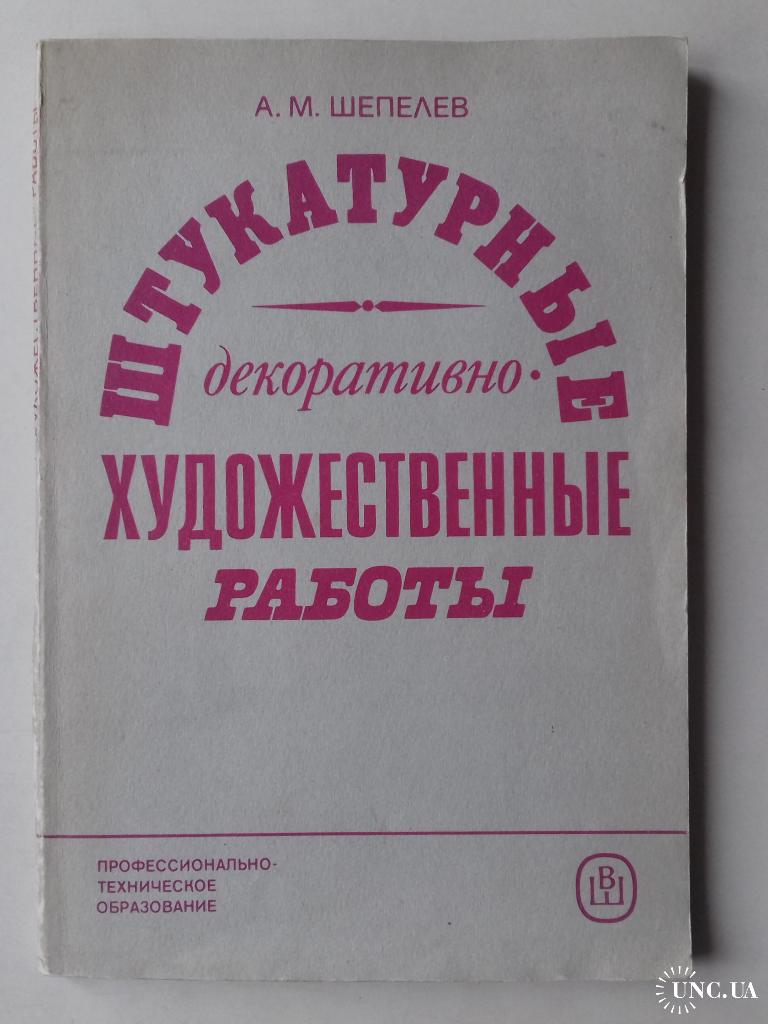 А. М. ШЕПЕЛЕВ
ШТУКАТУРНЫЕ
декоративно-
ХУДОЖЕСТВЕННЫЕ
РАБОТЫ
ПРОФЕССИОНАЛЬНО-
ТЕХНИЧЕСКОЕ
ОБРАЗОВАНИЕ
ВШ
UNC.UA